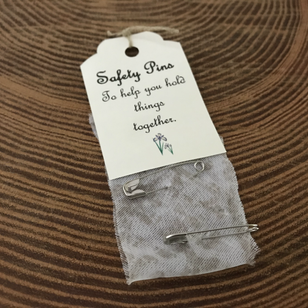 Safety Pins
To help you hold
things
together.